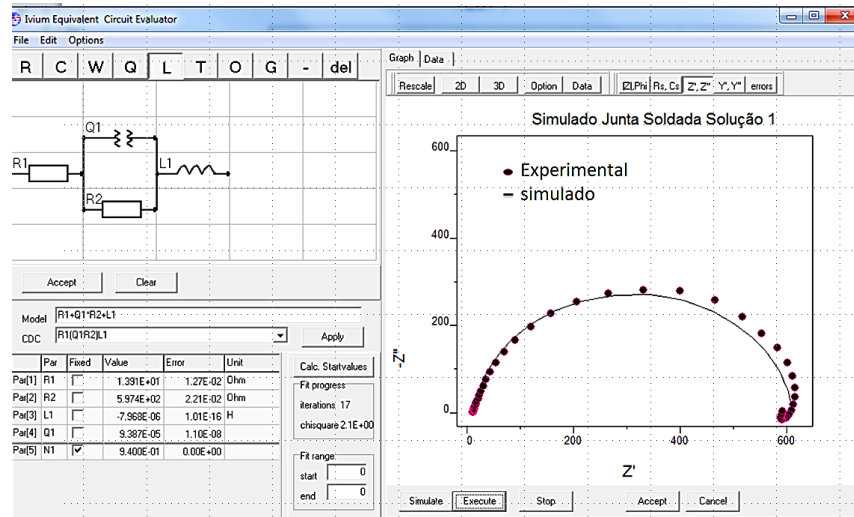 Ivium Equivalent Circuit Evaluator
File Edit Options
R C W Q L T O G - del
Q1
R1
L1
R2
Accept Clear
Model R1+Q1*R2+L1
CDC R1(Q1R2)L1 Apply
Par Fixed Value Error Unit
Par[1] R1 1.391E+01 1.27E-02 Ohm
Par[2] R2 5.974E+02 2.21E-02 Ohm
Par[3] L1 -7.968E-06 1.01E-16 H
Par[4] Q1 9.387E-05 1.10E-08
Par[5] N1 9.400E-01 0.00E+00
Calc. Startvalues
Fit progress
iterations 17
chisquare 2.1E+00
Fit range
start 0
end 0
Graph Data
Rescale 2D 3D Option Data |Z|,Phi Rs, Cs Z',Z'' Y',Y'' errors
Simulado Junta Soldada Solução 1
Experimental
simulado
600
400
200
0
-Z"
0 200 400 600
Z'
Simulate Execute Stop Accept Cancel